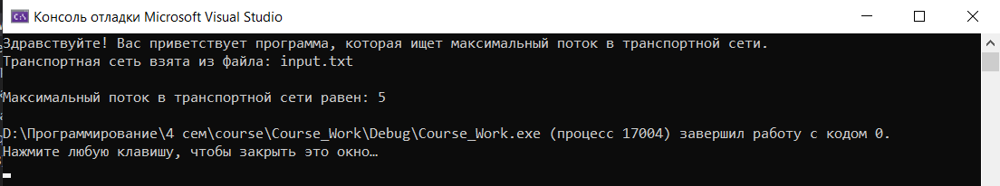 Консоль отладки Microsoft Visual Studio
Здравствуйте! Вас приветствует программа, которая ищет максимальный поток в транспортной сети.
Транспортная сеть взята из файла: input.txt
Максимальный поток в транспортной сети равен: 5
D:\Программирование\4 сем\course\Course_Work\Debug\Course_Work.exe (процесс 17004) завершил работу с кодом 0.
Нажмите любую клавишу, чтобы закрыть это окно…